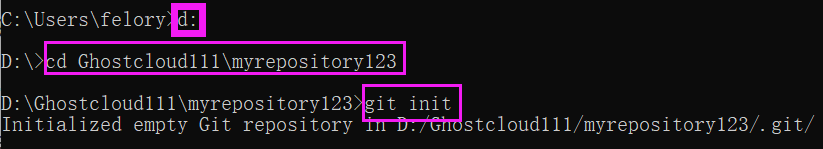 C:\Users\felory>d:
D:\>cd Ghostcloud111\myrepository123
D:\Ghostcloud111\myrepository123>git init
Initialized empty Git repository in D:/Ghostcloud111/myrepository123/.git/